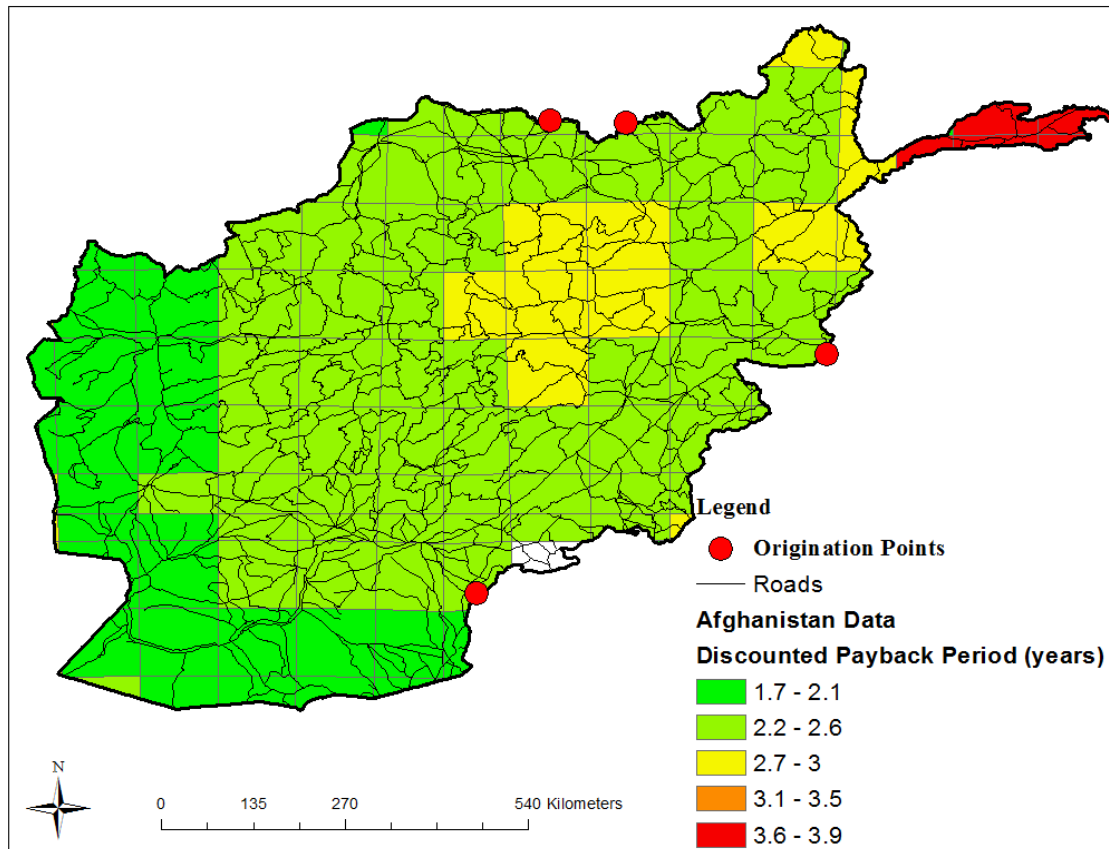 Legend
Origination Points
Roads
Afghanistan Data
Discounted Payback Period (years)
1.7 - 2.1
2.2 - 2.6
2.7 - 3
3.1 - 3.5
3.6 - 3.9
N
0 135 270 540 Kilometers